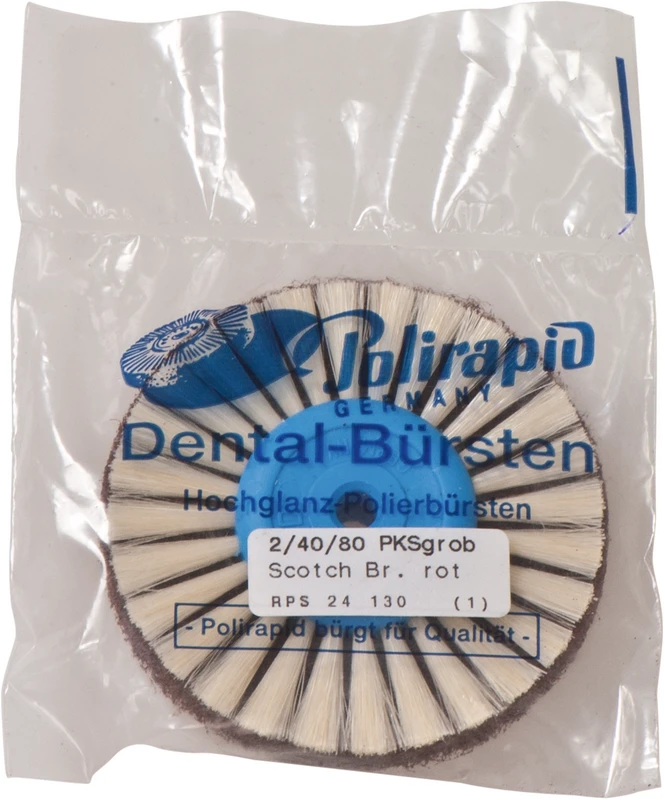 Polirapid
GERMANY
Dental-Bürsten
Hochglanz-Polierbürsten
2/40/80 PKSgrob
Scotch Br. rot
RPS 24 130 (1)
- Polirapid bürgt für Qualität -